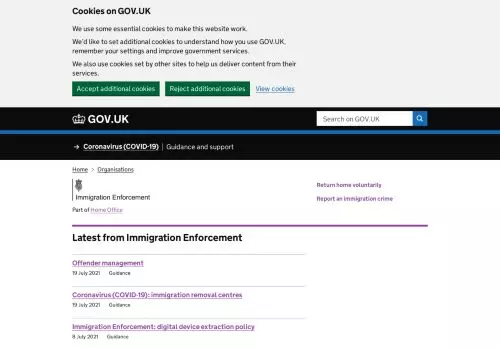 Cookies on GOV.UK
We use some essential cookies to make this website work.
We'd like to set additional cookies to understand how you use GOV.UK,
remember your settings and improve government services.
We also use cookies set by other sites to help us deliver content from their
services.
Accept additional cookies Reject additional cookies View cookies
GOV.UK Search on GOV.UK
→ Coronavirus (COVID-19) | Guidance and support
Home > Organisations
Immigration Enforcement
Part of Home Office
Return home voluntarily
Report an immigration crime
Latest from Immigration Enforcement
Offender management
19 July 2021 Guidance
Coronavirus (COVID-19): immigration removal centres
19 July 2021 Guidance
Immigration Enforcement: digital device extraction policy
8 July 2021 Guidance